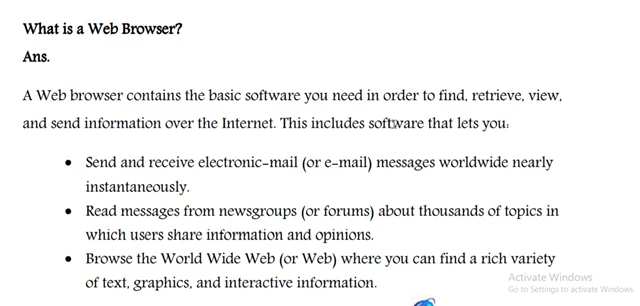 What is a Web Browser?
Ans.
A Web browser contains the basic software you need in order to find, retrieve, view,
and send information over the Internet. This includes software that lets you:
• Send and receive electronic-mail (or e-mail) messages worldwide nearly
instantaneously.
• Read messages from newsgroups (or forums) about thousands of topics in
which users share information and opinions.
• Browse the World Wide Web (or Web) where you can find a rich variety
of text, graphics, and interactive information.
Activate Windows
Go to Settings to activate Windows.